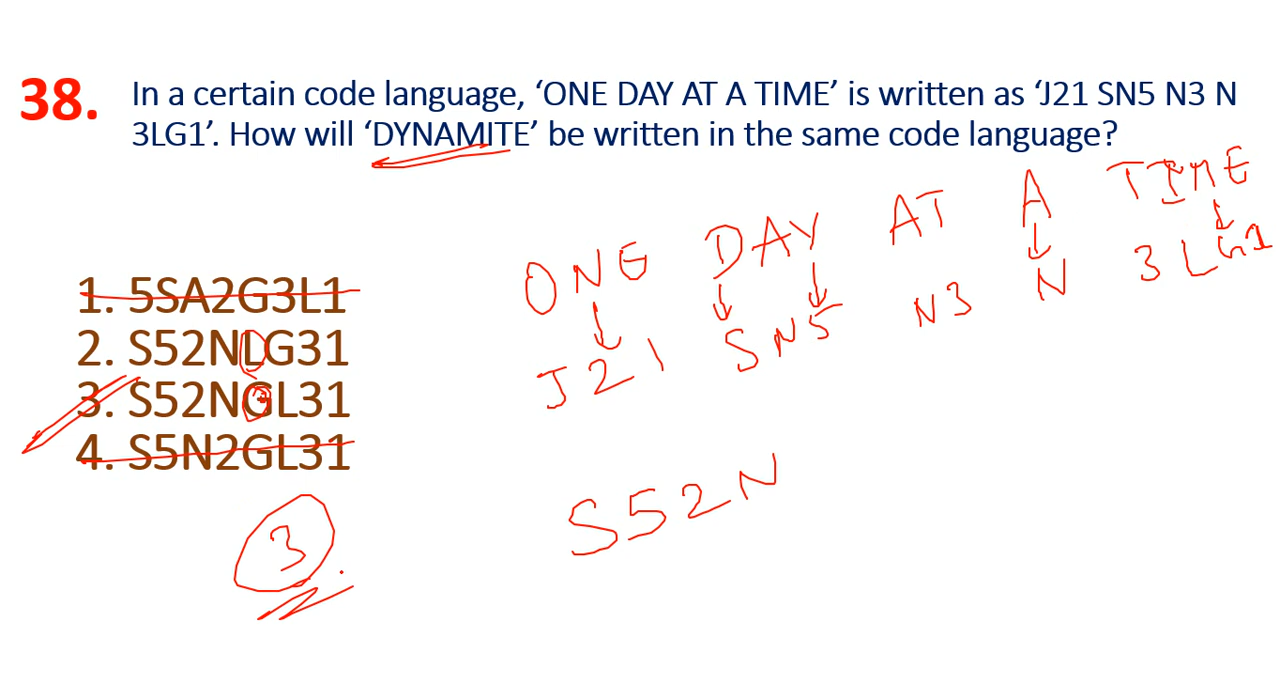 38. In a certain code language, ‘ONE DAY AT A TIME’ is written as ‘J21 SN5 N3 N
3LG1’. How will ‘DYNAMITE’ be written in the same code language?
ONE DAY AT A TIME
J21 SN5 N3 N 3LG1
1. 5SA2G3L1
2. S52NLG31
3. S52NGL31
4. S5N2GL31
S52N
3